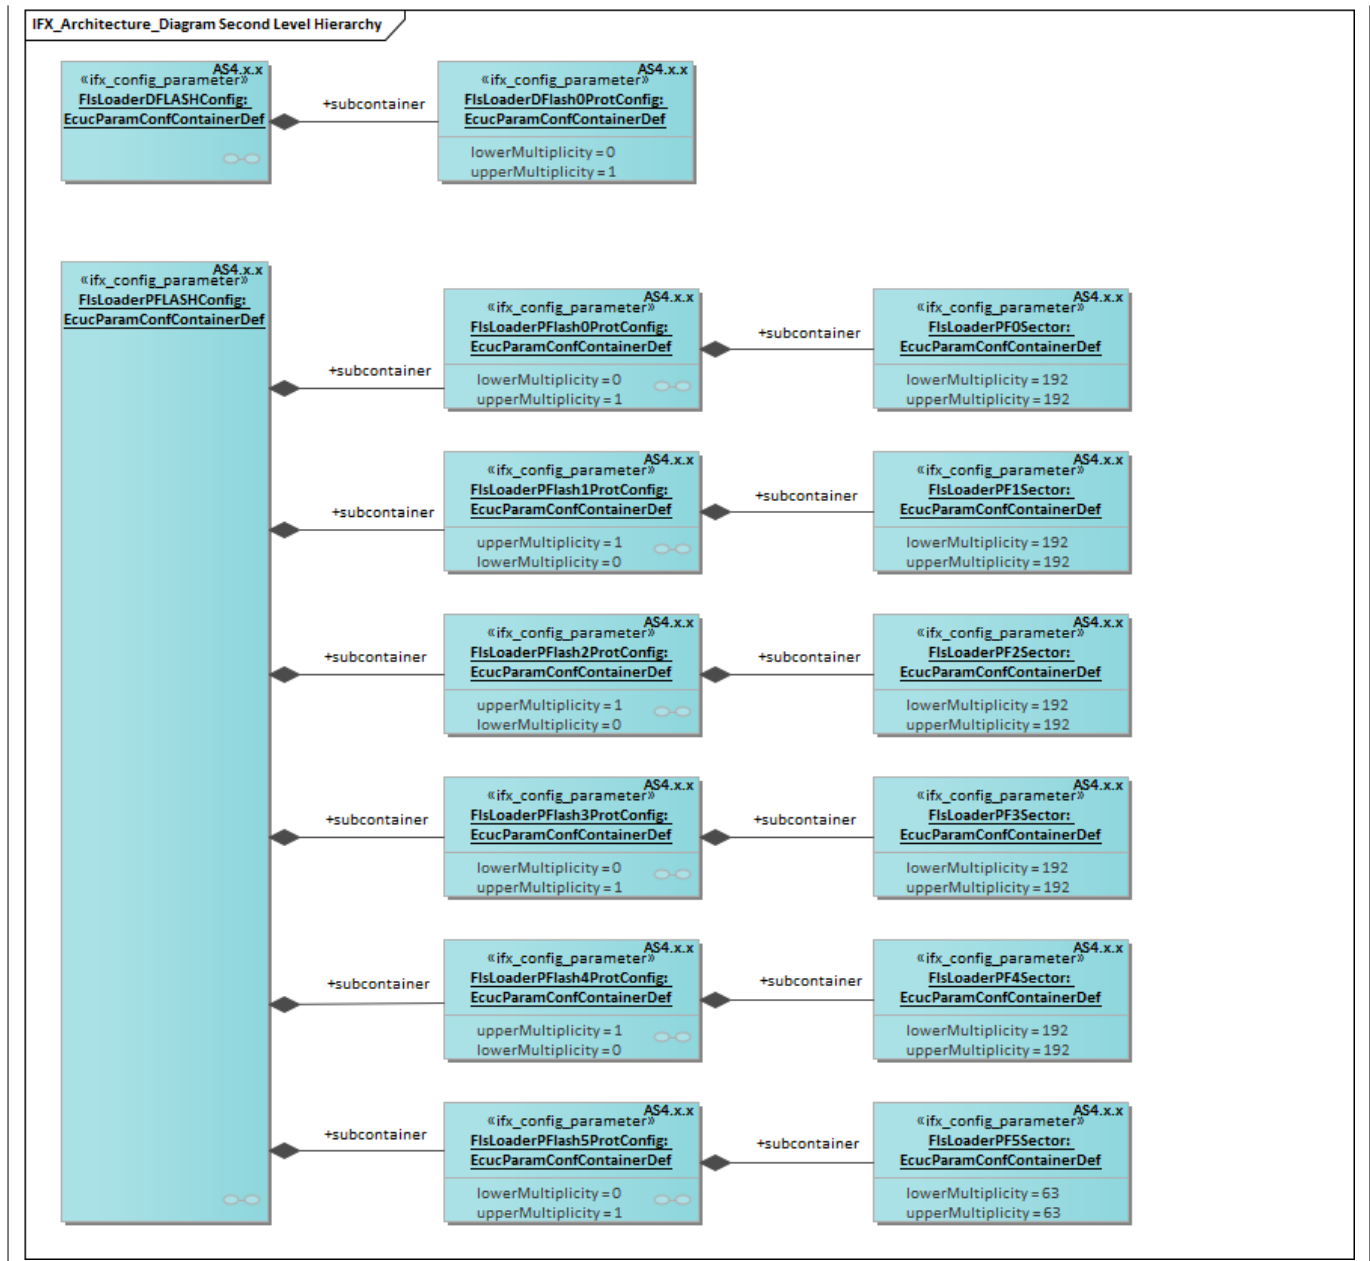 IFX_Architecture_Diagram Second Level Hierarchy
AS4.x.x
«ifx_config_parameter»
FlsLoaderDFLASHConfig:
EcucParamConfContainerDef
+subcontainer
AS4.x.x
«ifx_config_parameter»
FlsLoaderDFlash0ProtConfig:
EcucParamConfContainerDef
lowerMultiplicity = 0
upperMultiplicity = 1
AS4.x.x
«ifx_config_parameter»
FlsLoaderPFLASHConfig:
EcucParamConfContainerDef
+subcontainer
AS4.x.x
«ifx_config_parameter»
FlsLoaderPFlash0ProtConfig:
EcucParamConfContainerDef
lowerMultiplicity = 0
upperMultiplicity = 1
+subcontainer
AS4.x.x
«ifx_config_parameter»
FlsLoaderPF0Sector:
EcucParamConfContainerDef
lowerMultiplicity = 192
upperMultiplicity = 192
+subcontainer
AS4.x.x
«ifx_config_parameter»
FlsLoaderPFlash1ProtConfig:
EcucParamConfContainerDef
upperMultiplicity = 1
lowerMultiplicity = 0
+subcontainer
AS4.x.x
«ifx_config_parameter»
FlsLoaderPF1Sector:
EcucParamConfContainerDef
lowerMultiplicity = 192
upperMultiplicity = 192
+subcontainer
AS4.x.x
«ifx_config_parameter»
FlsLoaderPFlash2ProtConfig:
EcucParamConfContainerDef
upperMultiplicity = 1
lowerMultiplicity = 0
+subcontainer
AS4.x.x
«ifx_config_parameter»
FlsLoaderPF2Sector:
EcucParamConfContainerDef
lowerMultiplicity = 192
upperMultiplicity = 192
+subcontainer
AS4.x.x
«ifx_config_parameter»
FlsLoaderPFlash3ProtConfig:
EcucParamConfContainerDef
lowerMultiplicity = 0
upperMultiplicity = 1
+subcontainer
AS4.x.x
«ifx_config_parameter»
FlsLoaderPF3Sector:
EcucParamConfContainerDef
lowerMultiplicity = 192
upperMultiplicity = 192
+subcontainer
AS4.x.x
«ifx_config_parameter»
FlsLoaderPFlash4ProtConfig:
EcucParamConfContainerDef
upperMultiplicity = 1
lowerMultiplicity = 0
+subcontainer
AS4.x.x
«ifx_config_parameter»
FlsLoaderPF4Sector:
EcucParamConfContainerDef
lowerMultiplicity = 192
upperMultiplicity = 192
+subcontainer
AS4.x.x
«ifx_config_parameter»
FlsLoaderPFlash5ProtConfig:
EcucParamConfContainerDef
lowerMultiplicity = 0
upperMultiplicity = 1
+subcontainer
AS4.x.x
«ifx_config_parameter»
FlsLoaderPF5Sector:
EcucParamConfContainerDef
lowerMultiplicity = 63
upperMultiplicity = 63